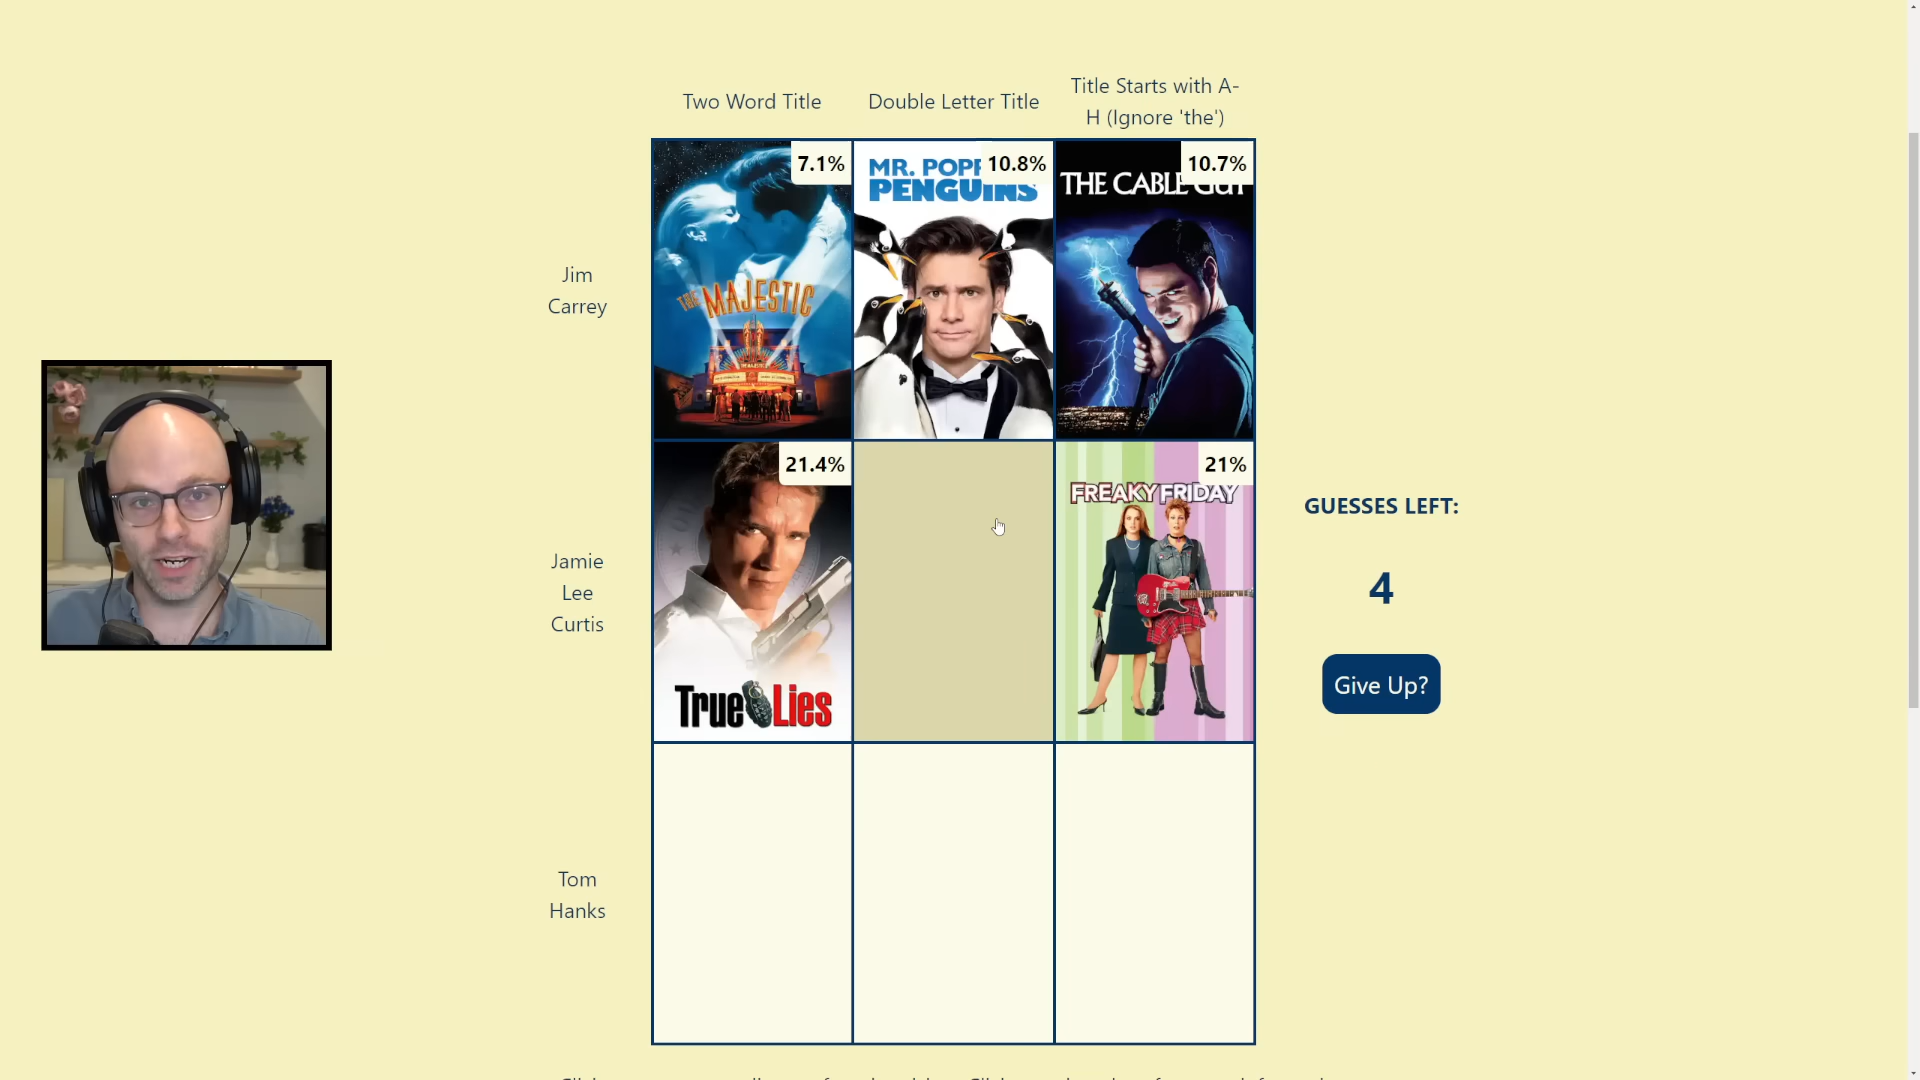 Two Word Title
Double Letter Title
Title Starts with A-
H (Ignore 'the')
7.1%
10.8%
10.7%
MR. POPP
PENGUINS
THE CABLE GUY
THE MAJESTIC
Jim
Carrey
21.4%
21%
FREAKY FRIDAY
True Lies
Jamie
Lee
Curtis
GUESSES LEFT:
4
Give Up?
Tom
Hanks